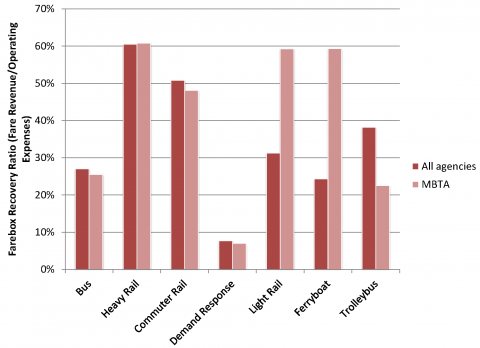 Farebox Recovery Ratio (Fare Revenue/Operating
Expenses)
70%
60%
50%
40%
30%
20%
10%
0%
Bus
Heavy Rail
Commuter Rail
Demand Response
Light Rail
Ferryboat
Trolleybus
All agencies
MBTA